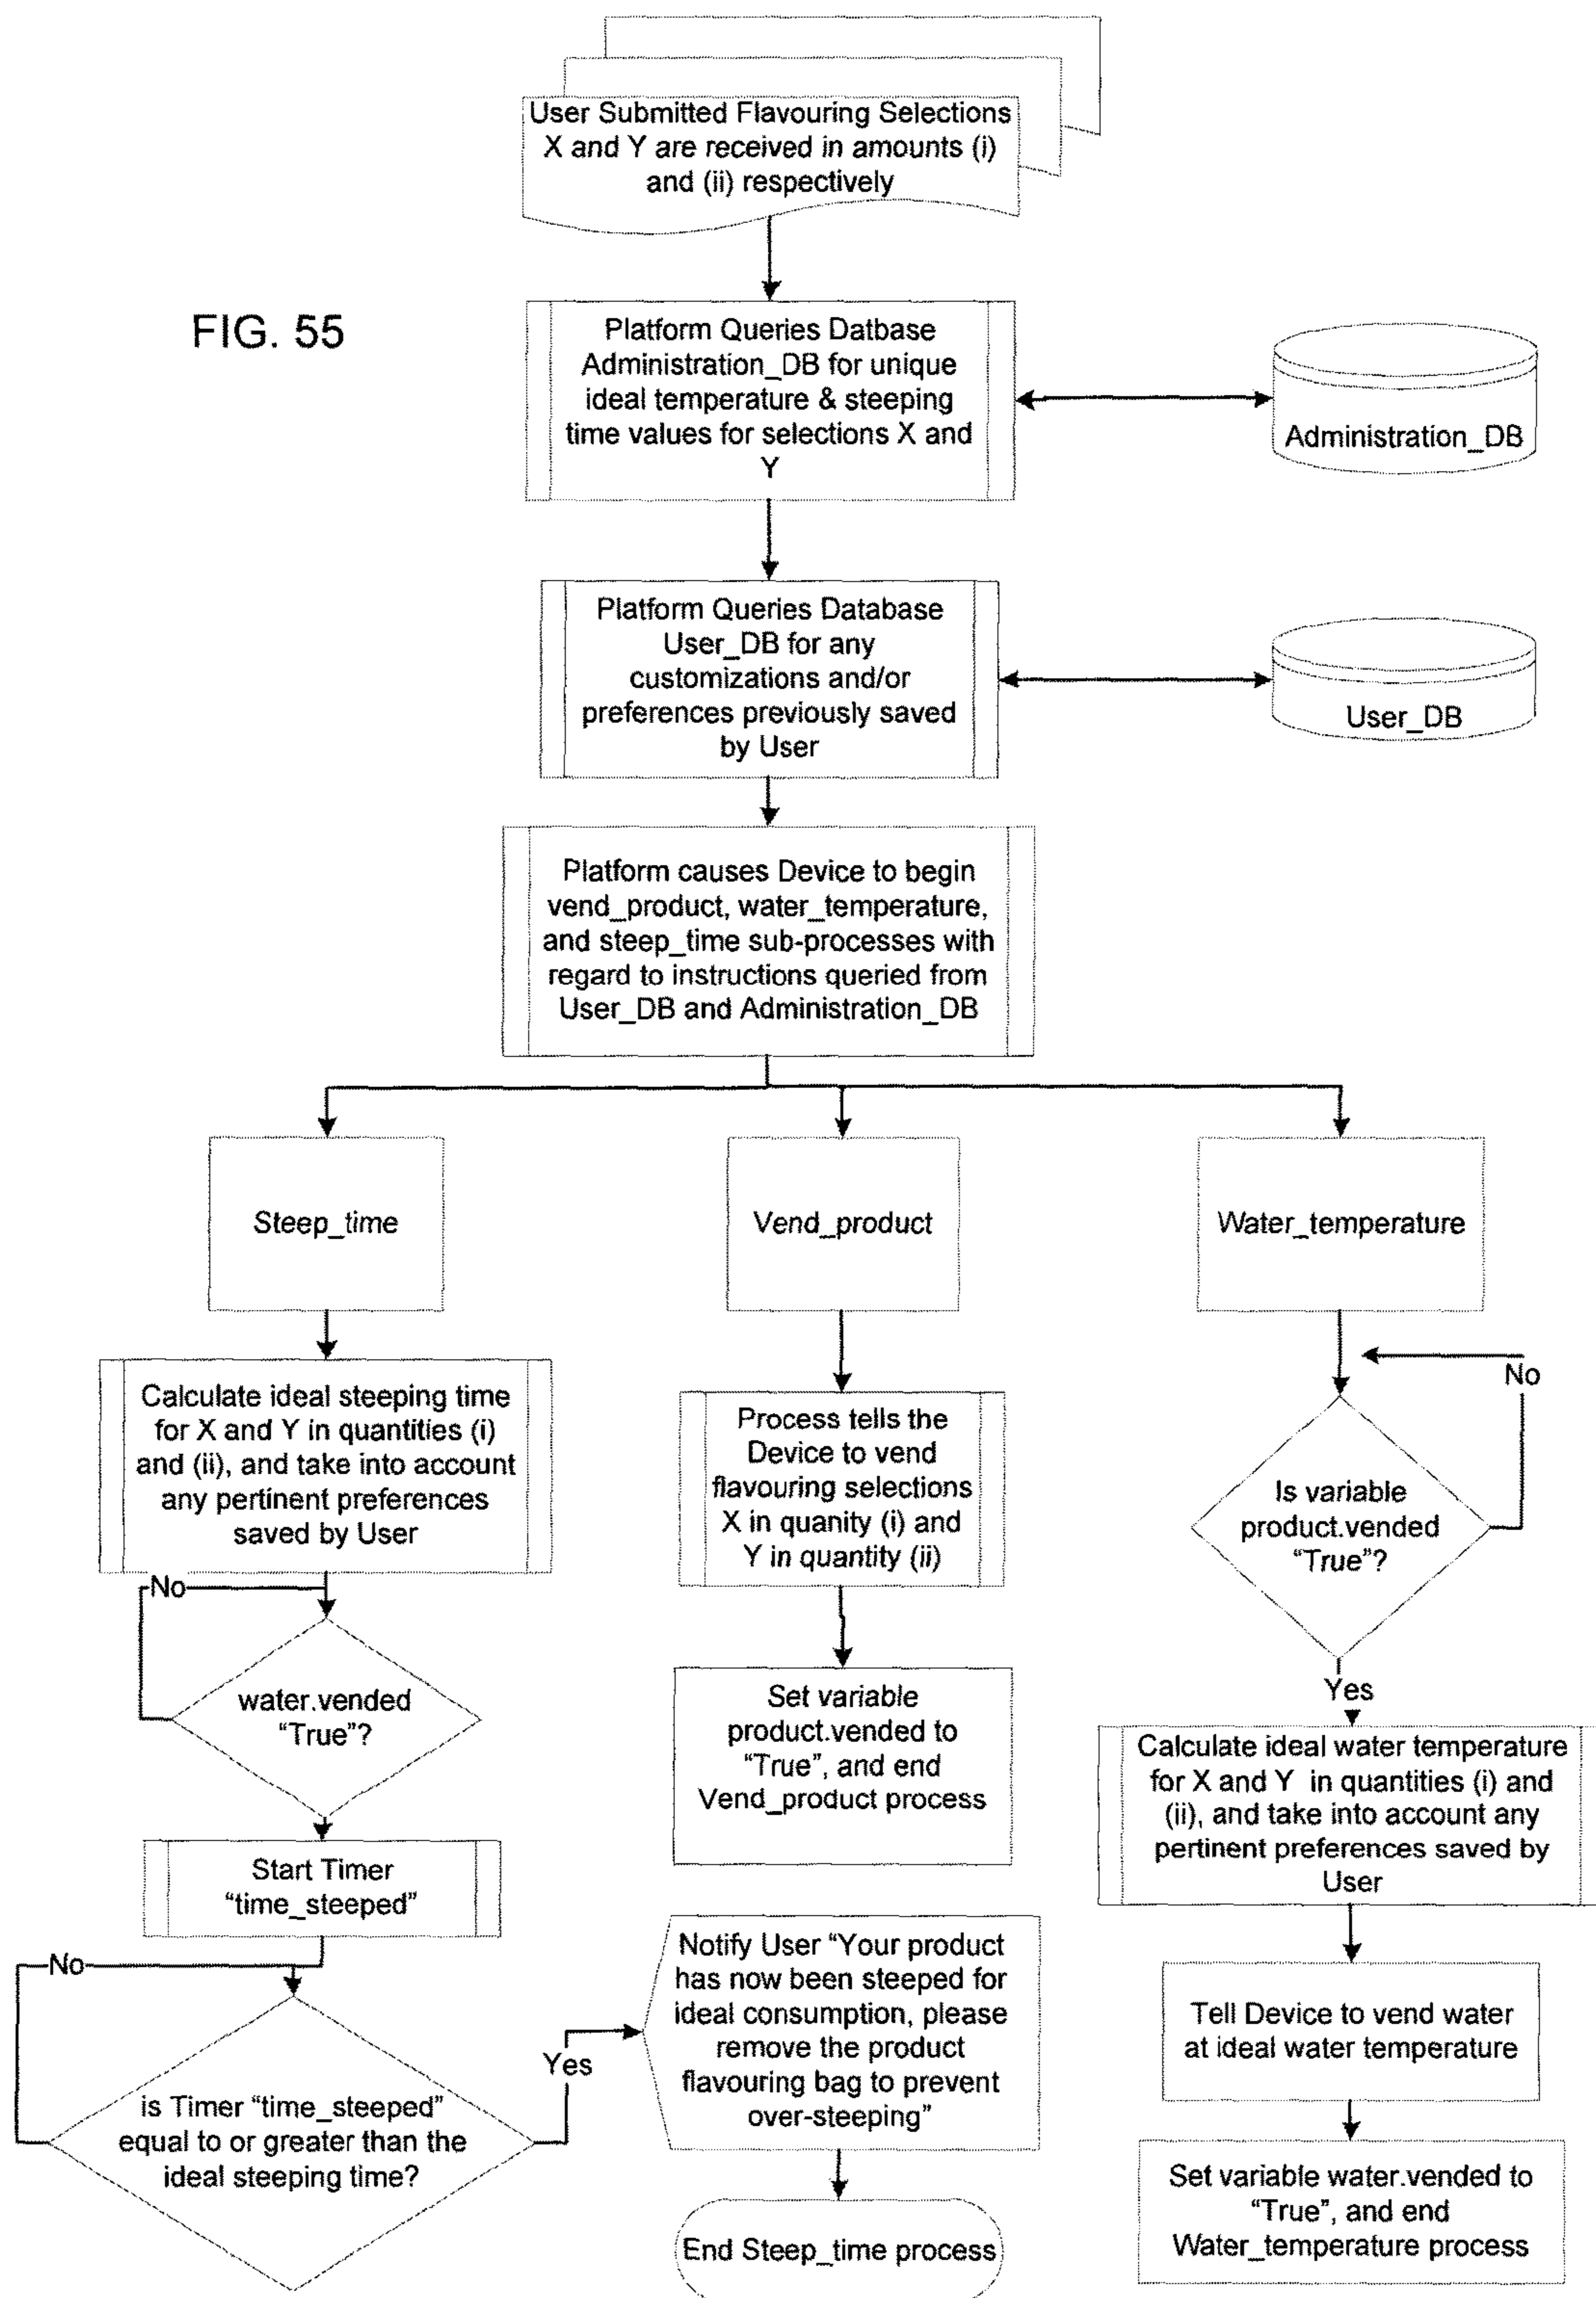 User Submitted Flavouring Selections
X and Y are received in amounts (i)
and (ii) respectively
FIG. 55
Platform Queries Datbase
Administration_DB for unique
ideal temperature & steeping
time values for selections X and
Y
Administration_DB
Platform Queries Database
User_DB for any
customizations and/or
preferences previously saved
by User
User_DB
Platform causes Device to begin
vend_product, water_temperature,
and steep_time sub-processes with
regard to instructions queried from
User_DB and Administration_DB
Steep_time
Vend_product
Water_temperature
Calculate ideal steeping time
for X and Y in quantities (i)
and (ii), and take into account
any pertinent preferences
saved by User
No
water.vended
“True”?
Start Timer
“time_steeped”
No
is Timer “time_steeped”
equal to or greater than the
ideal steeping time?
Yes
Process tells the
Device to vend
flavouring selections
X in quanity (i) and
Y in quantity (ii)
Set variable
product.vended to
“True”, and end
Vend_product process
Notify User “Your product
has now been steeped for
ideal consumption, please
remove the product
flavouring bag to prevent
over-steeping”
End Steep_time process
No
Is variable
product.vended
“True”?
Yes
Calculate ideal water temperature
for X and Y in quantities (i) and
(ii), and take into account any
pertinent preferences saved by
User
Tell Device to vend water
at ideal water temperature
Set variable water.vended to
“True”, and end
Water_temperature process